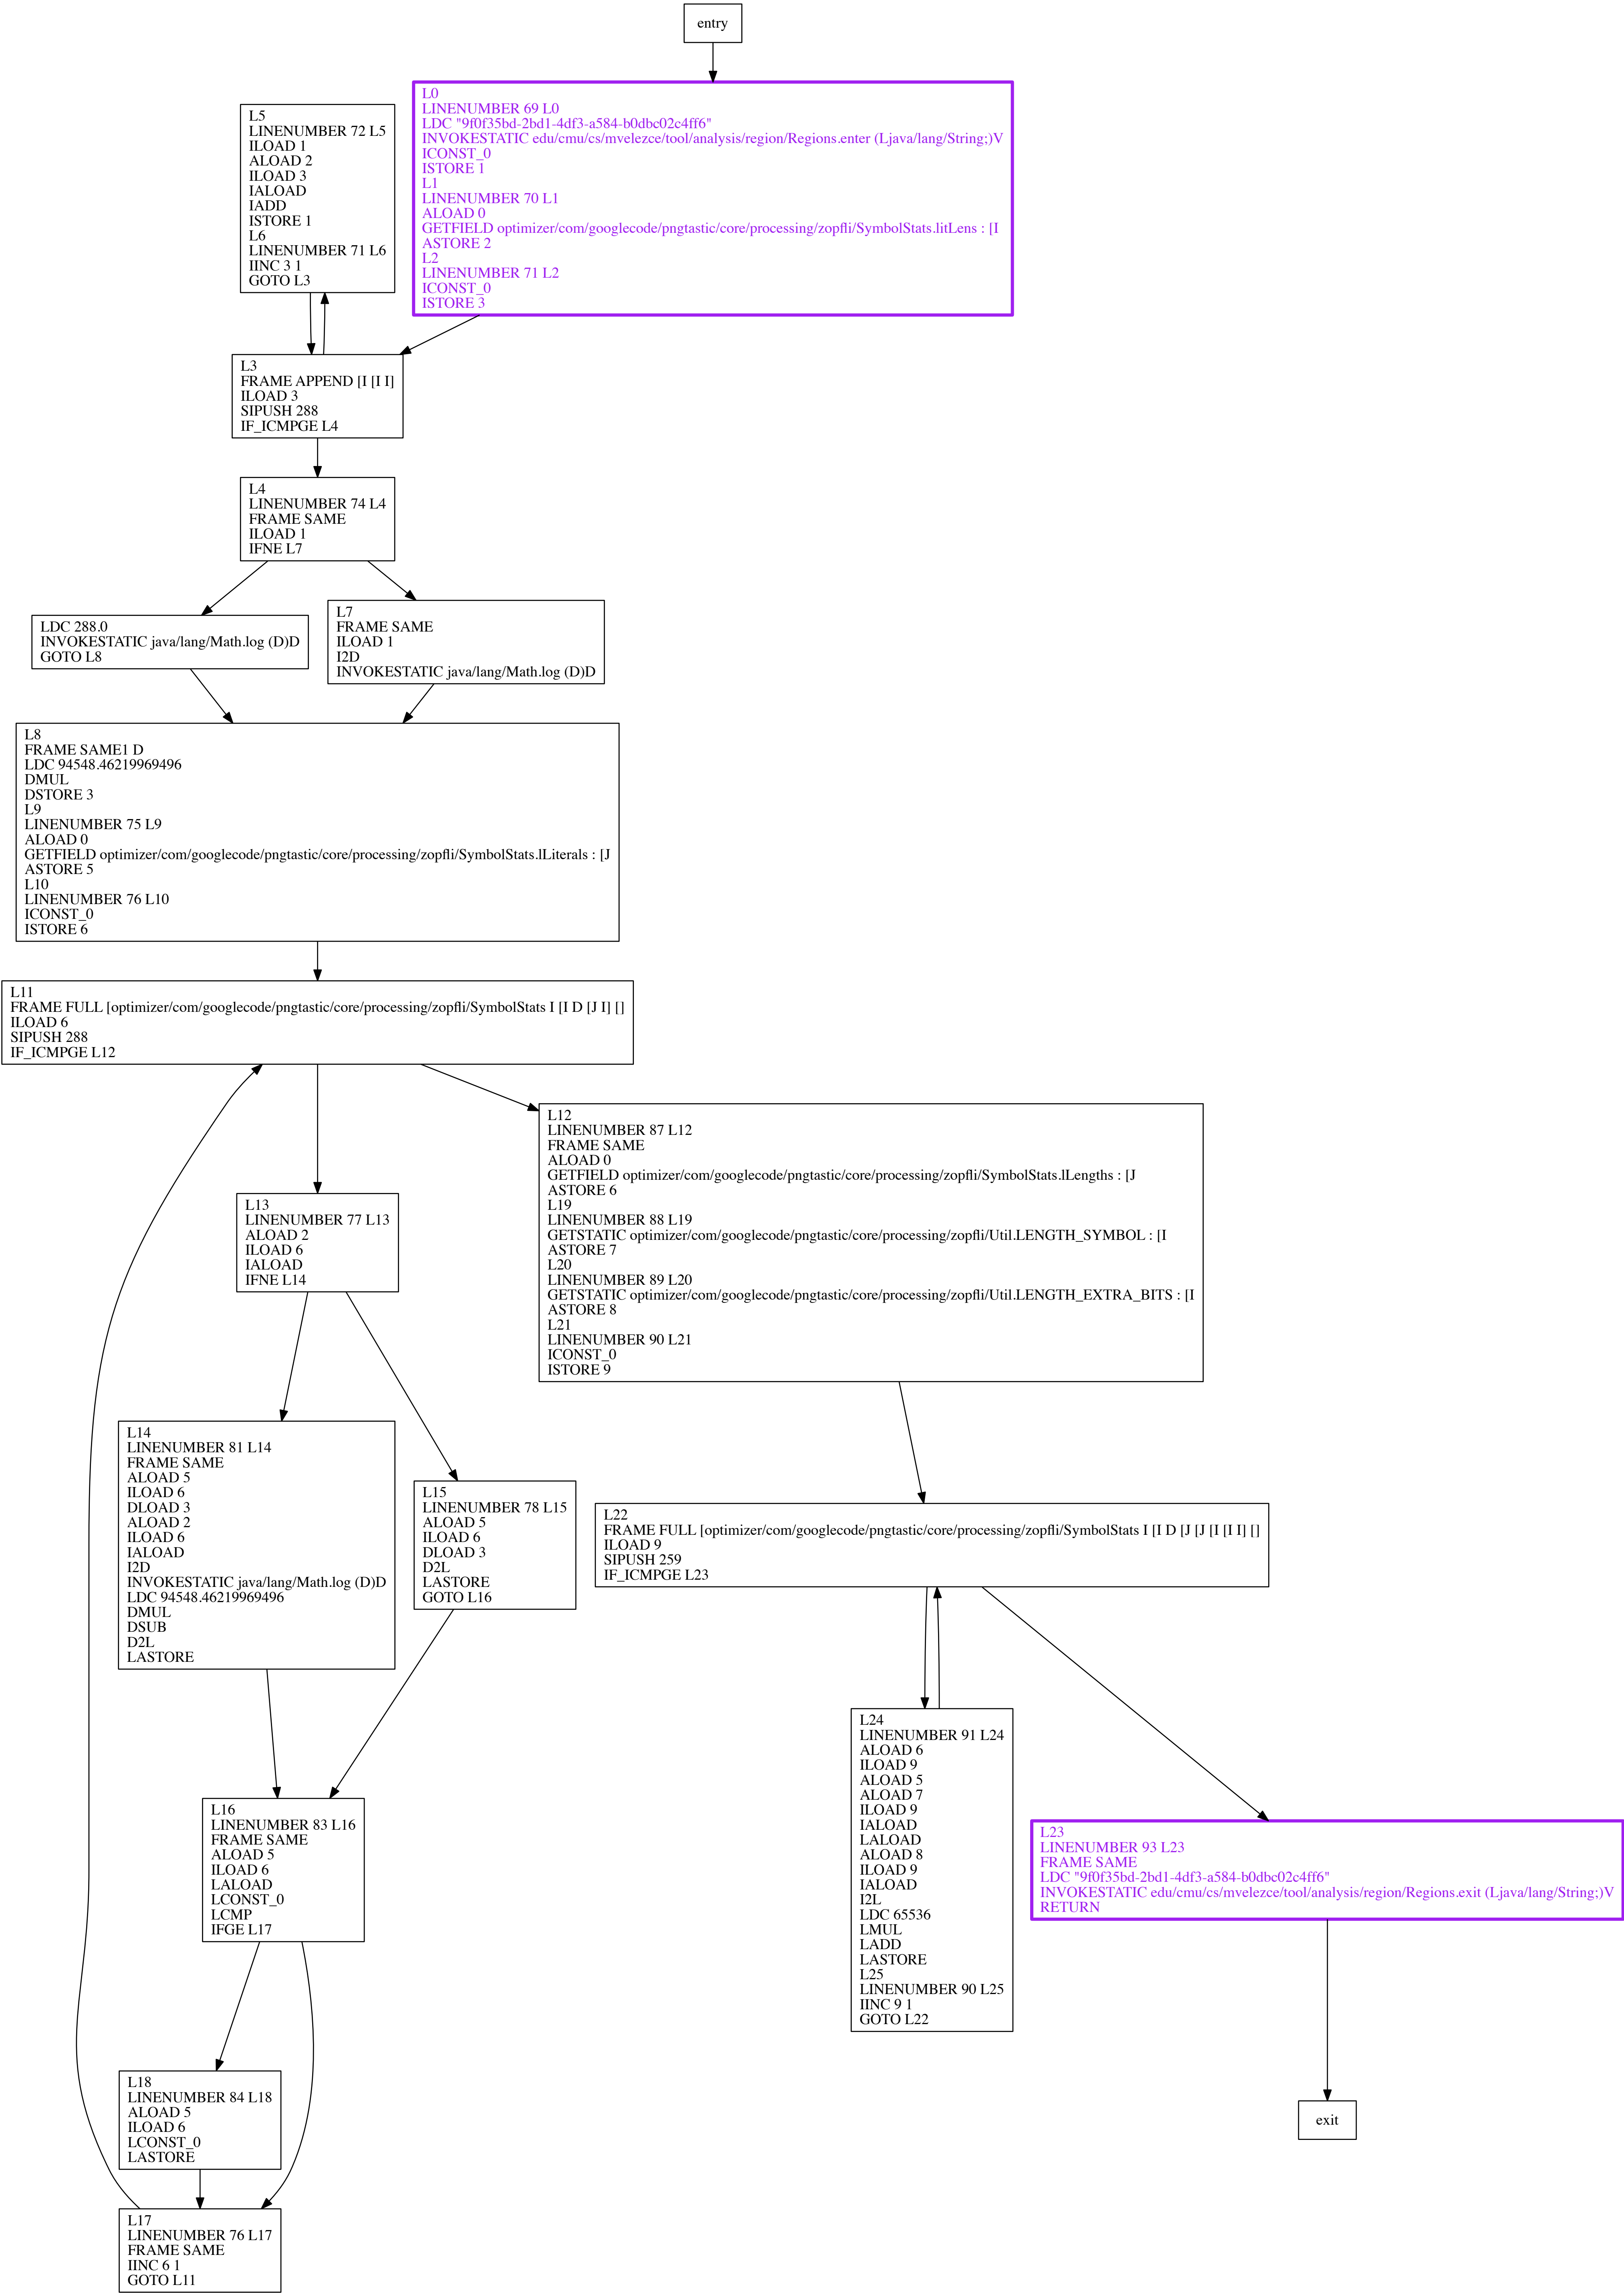 entry
L0
LINENUMBER 69 L0
LDC "9f0f35bd-2bd1-4df3-a584-b0dbc02c4ff6"
INVOKESTATIC edu/cmu/cs/mvelezce/tool/analysis/region/Regions.enter (Ljava/lang/String;)V
ICONST_0
ISTORE 1
L1
LINENUMBER 70 L1
ALOAD 0
GETFIELD optimizer/com/googlecode/pngtastic/core/processing/zopfli/SymbolStats.litLens : [I
ASTORE 2
L2
LINENUMBER 71 L2
ICONST_0
ISTORE 3
L5
LINENUMBER 72 L5
ILOAD 1
ALOAD 2
ILOAD 3
IALOAD
IADD
ISTORE 1
L6
LINENUMBER 71 L6
IINC 3 1
GOTO L3
L3
FRAME APPEND [I [I I]
ILOAD 3
SIPUSH 288
IF_ICMPGE L4
L4
LINENUMBER 74 L4
FRAME SAME
ILOAD 1
IFNE L7
LDC 288.0
INVOKESTATIC java/lang/Math.log (D)D
GOTO L8
L7
FRAME SAME
ILOAD 1
I2D
INVOKESTATIC java/lang/Math.log (D)D
L8
FRAME SAME1 D
LDC 94548.46219969496
DMUL
DSTORE 3
L9
LINENUMBER 75 L9
ALOAD 0
GETFIELD optimizer/com/googlecode/pngtastic/core/processing/zopfli/SymbolStats.lLiterals : [J
ASTORE 5
L10
LINENUMBER 76 L10
ICONST_0
ISTORE 6
L11
FRAME FULL [optimizer/com/googlecode/pngtastic/core/processing/zopfli/SymbolStats I [I D [J I] []
ILOAD 6
SIPUSH 288
IF_ICMPGE L12
L12
LINENUMBER 87 L12
FRAME SAME
ALOAD 0
GETFIELD optimizer/com/googlecode/pngtastic/core/processing/zopfli/SymbolStats.lLengths : [J
ASTORE 6
L19
LINENUMBER 88 L19
GETSTATIC optimizer/com/googlecode/pngtastic/core/processing/zopfli/Util.LENGTH_SYMBOL : [I
ASTORE 7
L20
LINENUMBER 89 L20
GETSTATIC optimizer/com/googlecode/pngtastic/core/processing/zopfli/Util.LENGTH_EXTRA_BITS : [I
ASTORE 8
L21
LINENUMBER 90 L21
ICONST_0
ISTORE 9
L13
LINENUMBER 77 L13
ALOAD 2
ILOAD 6
IALOAD
IFNE L14
L14
LINENUMBER 81 L14
FRAME SAME
ALOAD 5
ILOAD 6
DLOAD 3
ALOAD 2
ILOAD 6
IALOAD
I2D
INVOKESTATIC java/lang/Math.log (D)D
LDC 94548.46219969496
DMUL
DSUB
D2L
LASTORE
L15
LINENUMBER 78 L15
ALOAD 5
ILOAD 6
DLOAD 3
D2L
LASTORE
GOTO L16
L22
FRAME FULL [optimizer/com/googlecode/pngtastic/core/processing/zopfli/SymbolStats I [I D [J [J [I [I I] []
ILOAD 9
SIPUSH 259
IF_ICMPGE L23
L24
LINENUMBER 91 L24
ALOAD 6
ILOAD 9
ALOAD 5
ALOAD 7
ILOAD 9
IALOAD
LALOAD
ALOAD 8
ILOAD 9
IALOAD
I2L
LDC 65536
LMUL
LADD
LASTORE
L25
LINENUMBER 90 L25
IINC 9 1
GOTO L22
L16
LINENUMBER 83 L16
FRAME SAME
ALOAD 5
ILOAD 6
LALOAD
LCONST_0
LCMP
IFGE L17
L23
LINENUMBER 93 L23
FRAME SAME
LDC "9f0f35bd-2bd1-4df3-a584-b0dbc02c4ff6"
INVOKESTATIC edu/cmu/cs/mvelezce/tool/analysis/region/Regions.exit (Ljava/lang/String;)V
RETURN
L18
LINENUMBER 84 L18
ALOAD 5
ILOAD 6
LCONST_0
LASTORE
exit
L17
LINENUMBER 76 L17
FRAME SAME
IINC 6 1
GOTO L11